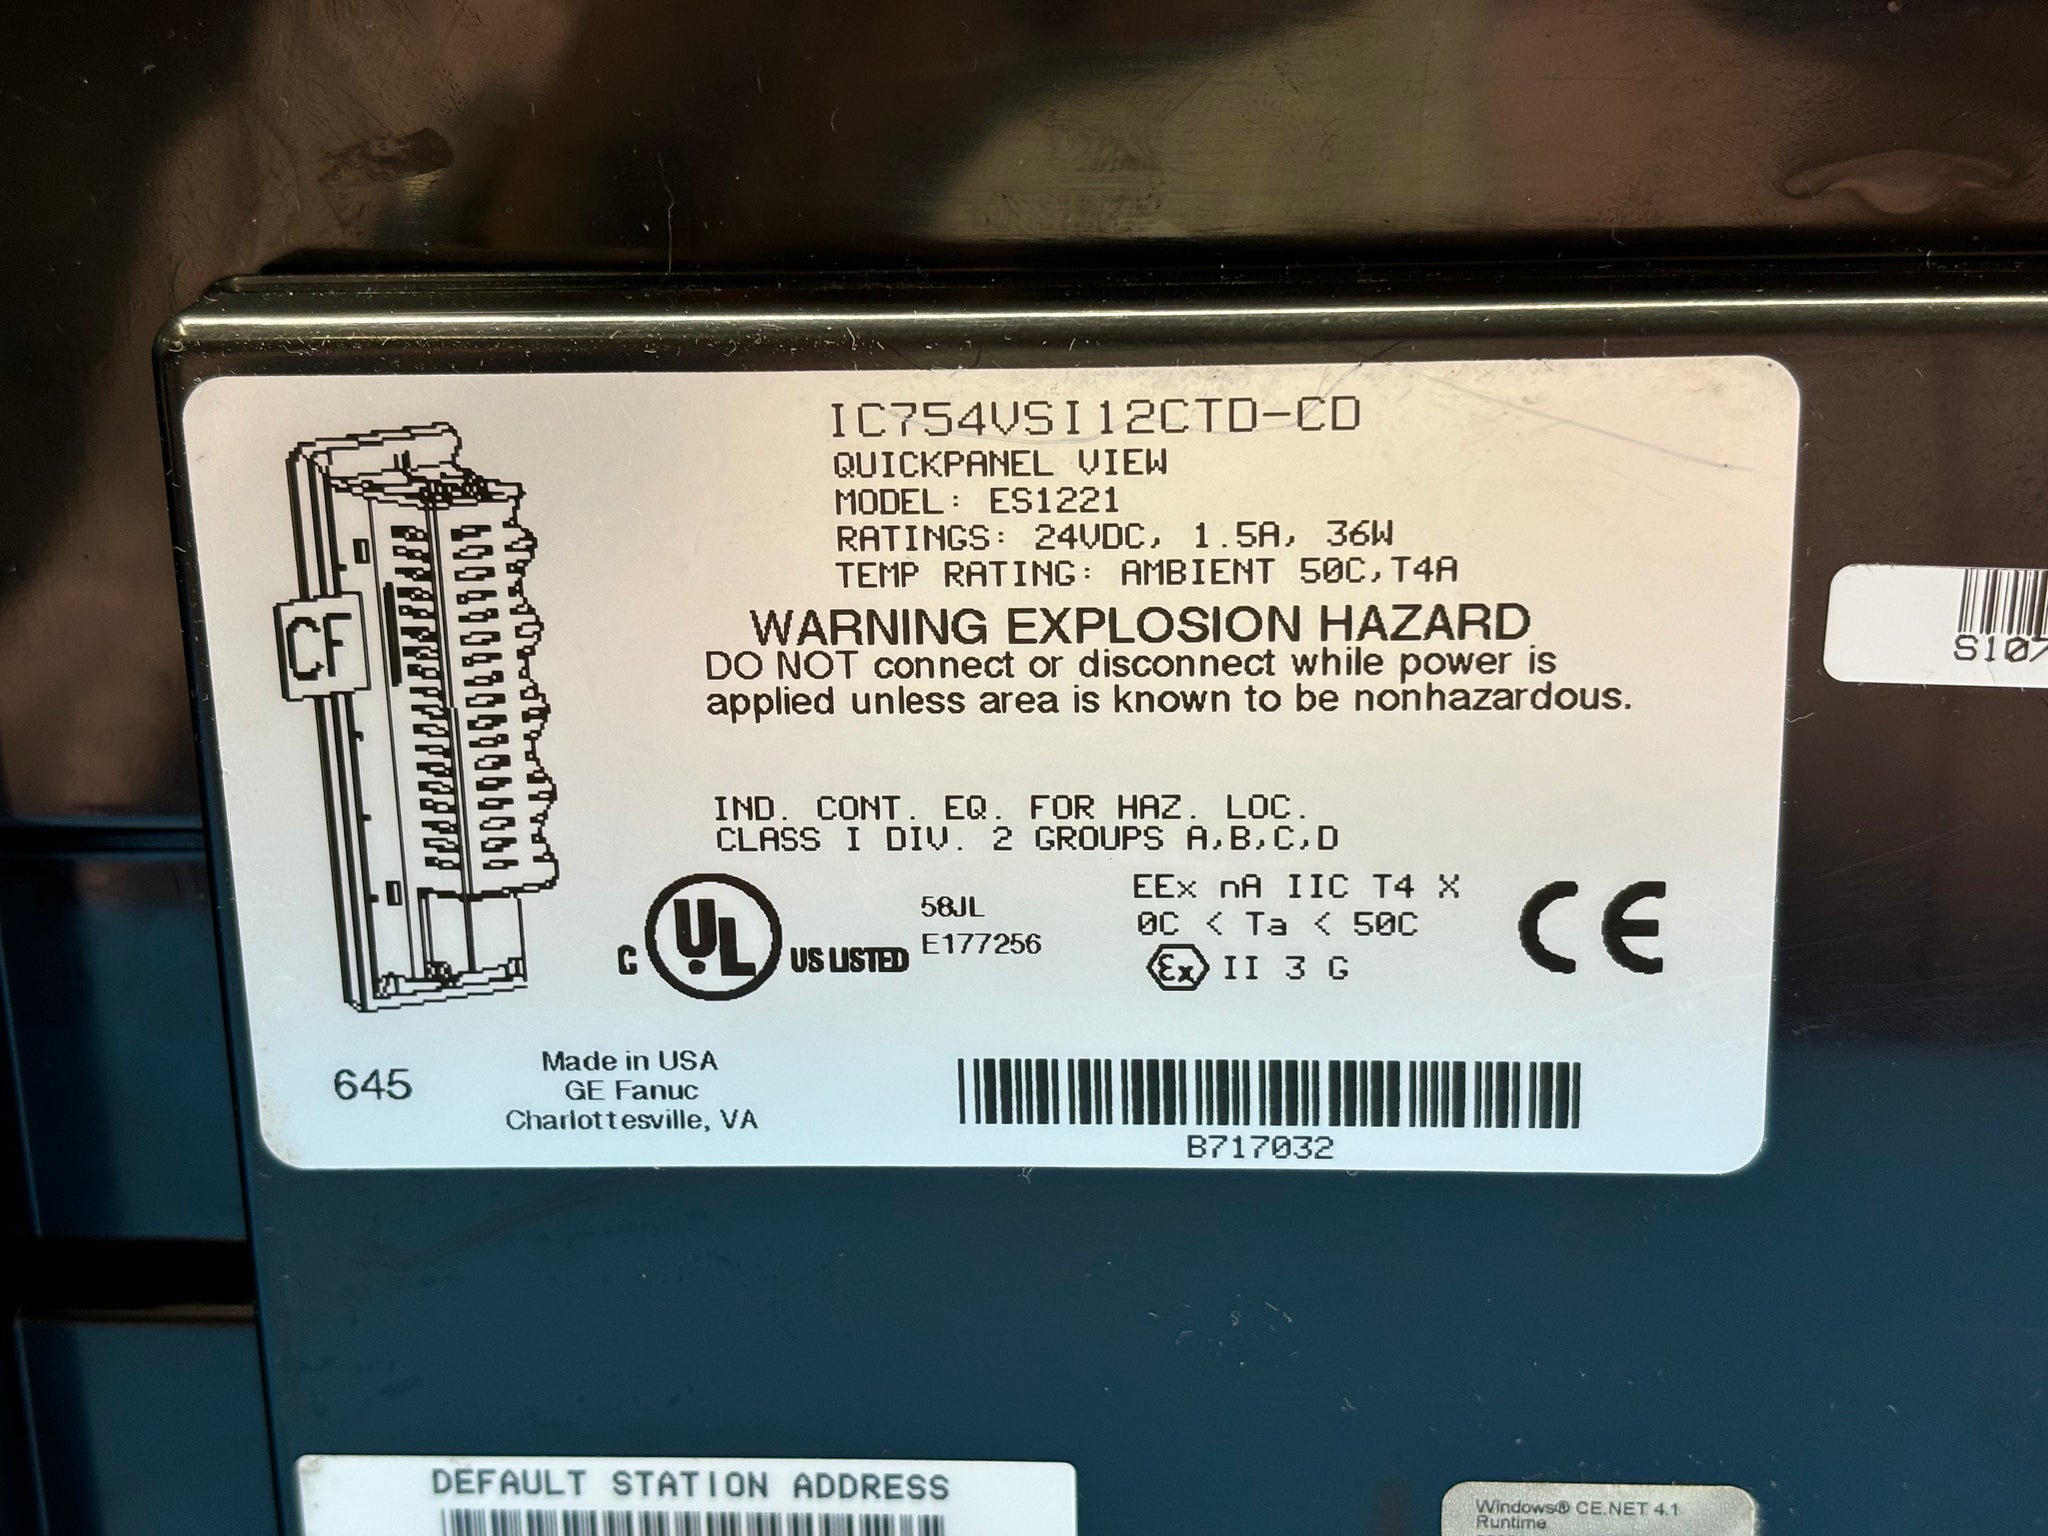 IC754VSI12CTD-CD
QUICKPANEL VIEW
MODEL: ES1221
RATINGS: 24VDC, 1.5A, 36W
TEMP RATING: AMBIENT 50C,T4A
WARNING EXPLOSION HAZARD
DO NOT connect or disconnect while power is
applied unless area is known to be nonhazardous.
CF
S107
IND. CONT. EQ. FOR HAZ. LOC.
CLASS I DIV. 2 GROUPS A,B,C,D
C UL US LISTED
58JL
E177256
EEx nA IIC T4 X
0C < Ta < 50C
Ex II 3 G
CE
645
Made in USA
GE Fanuc
Charlottesville, VA
B717032
DEFAULT STATION ADDRESS
Windows® CE.NET 4.1
Runtime